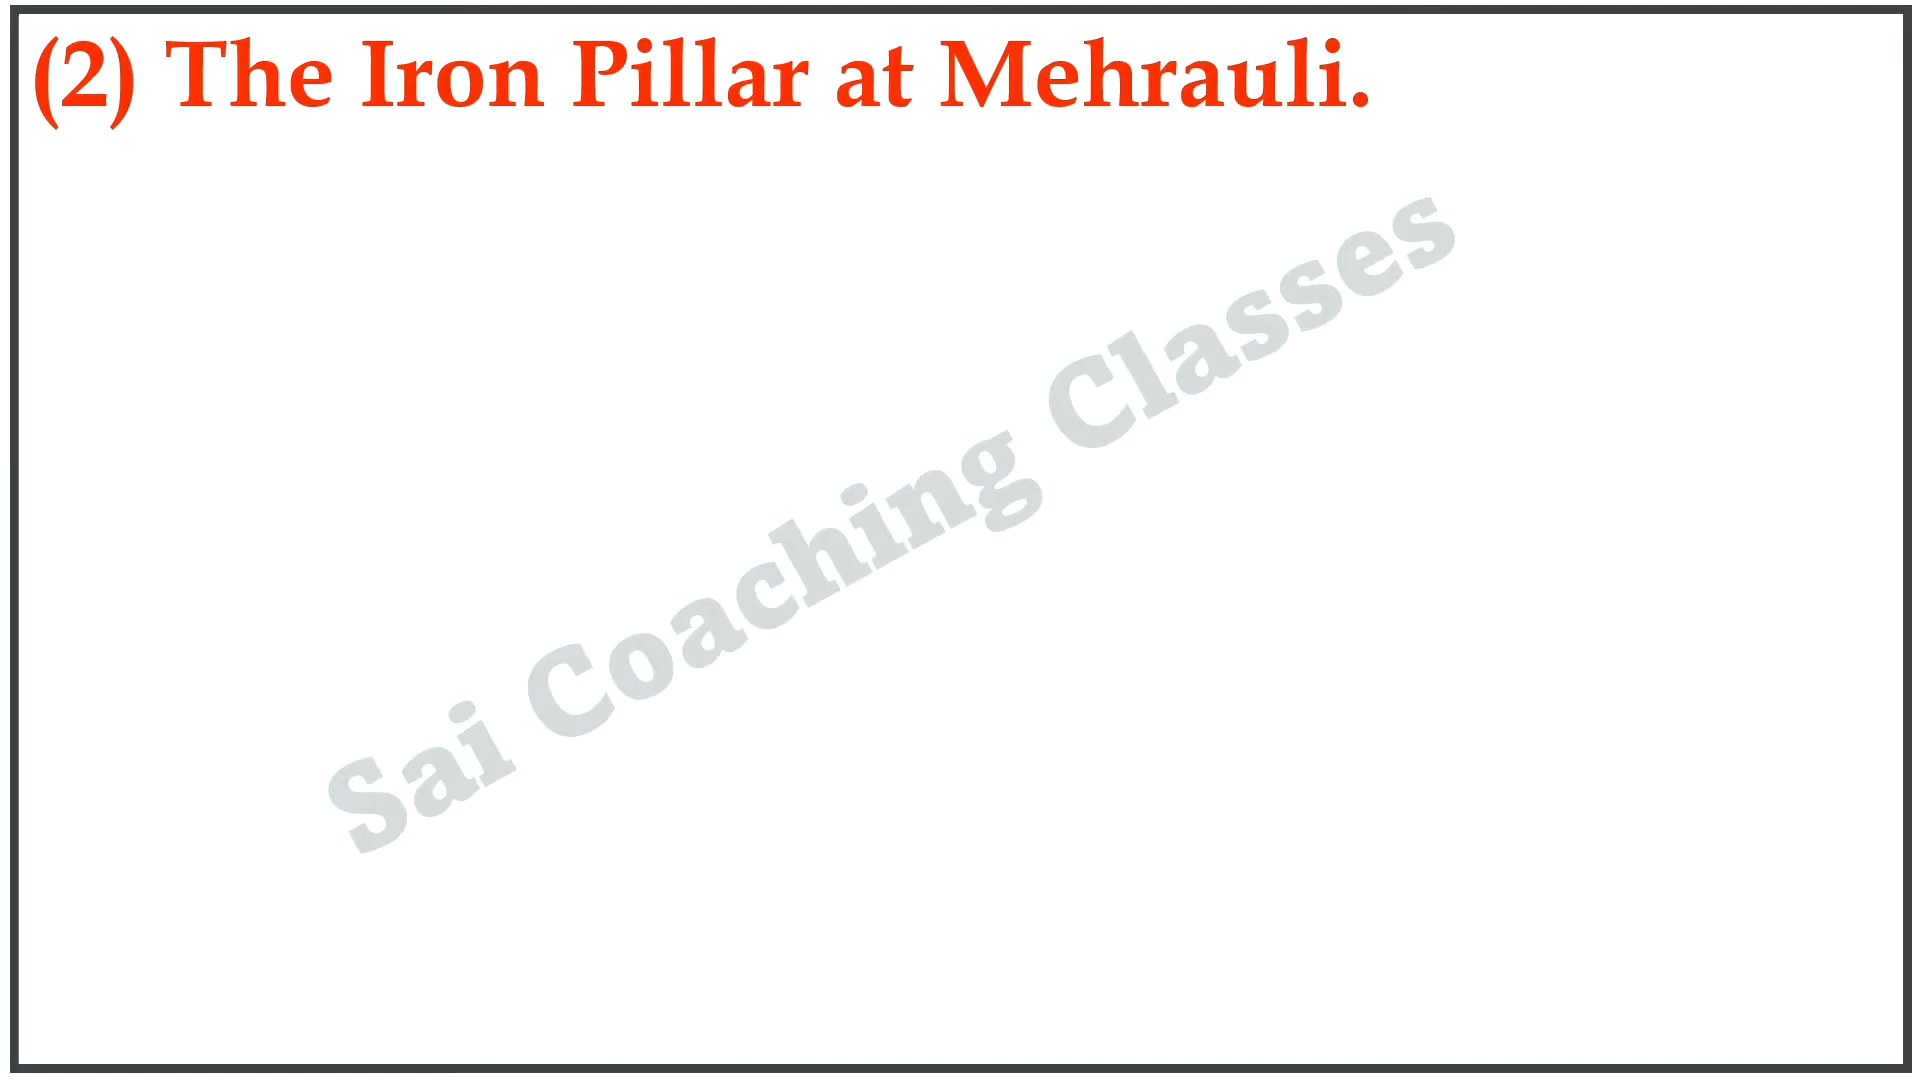 (2) The Iron Pillar at Mehrauli.
Sai Coaching Classes